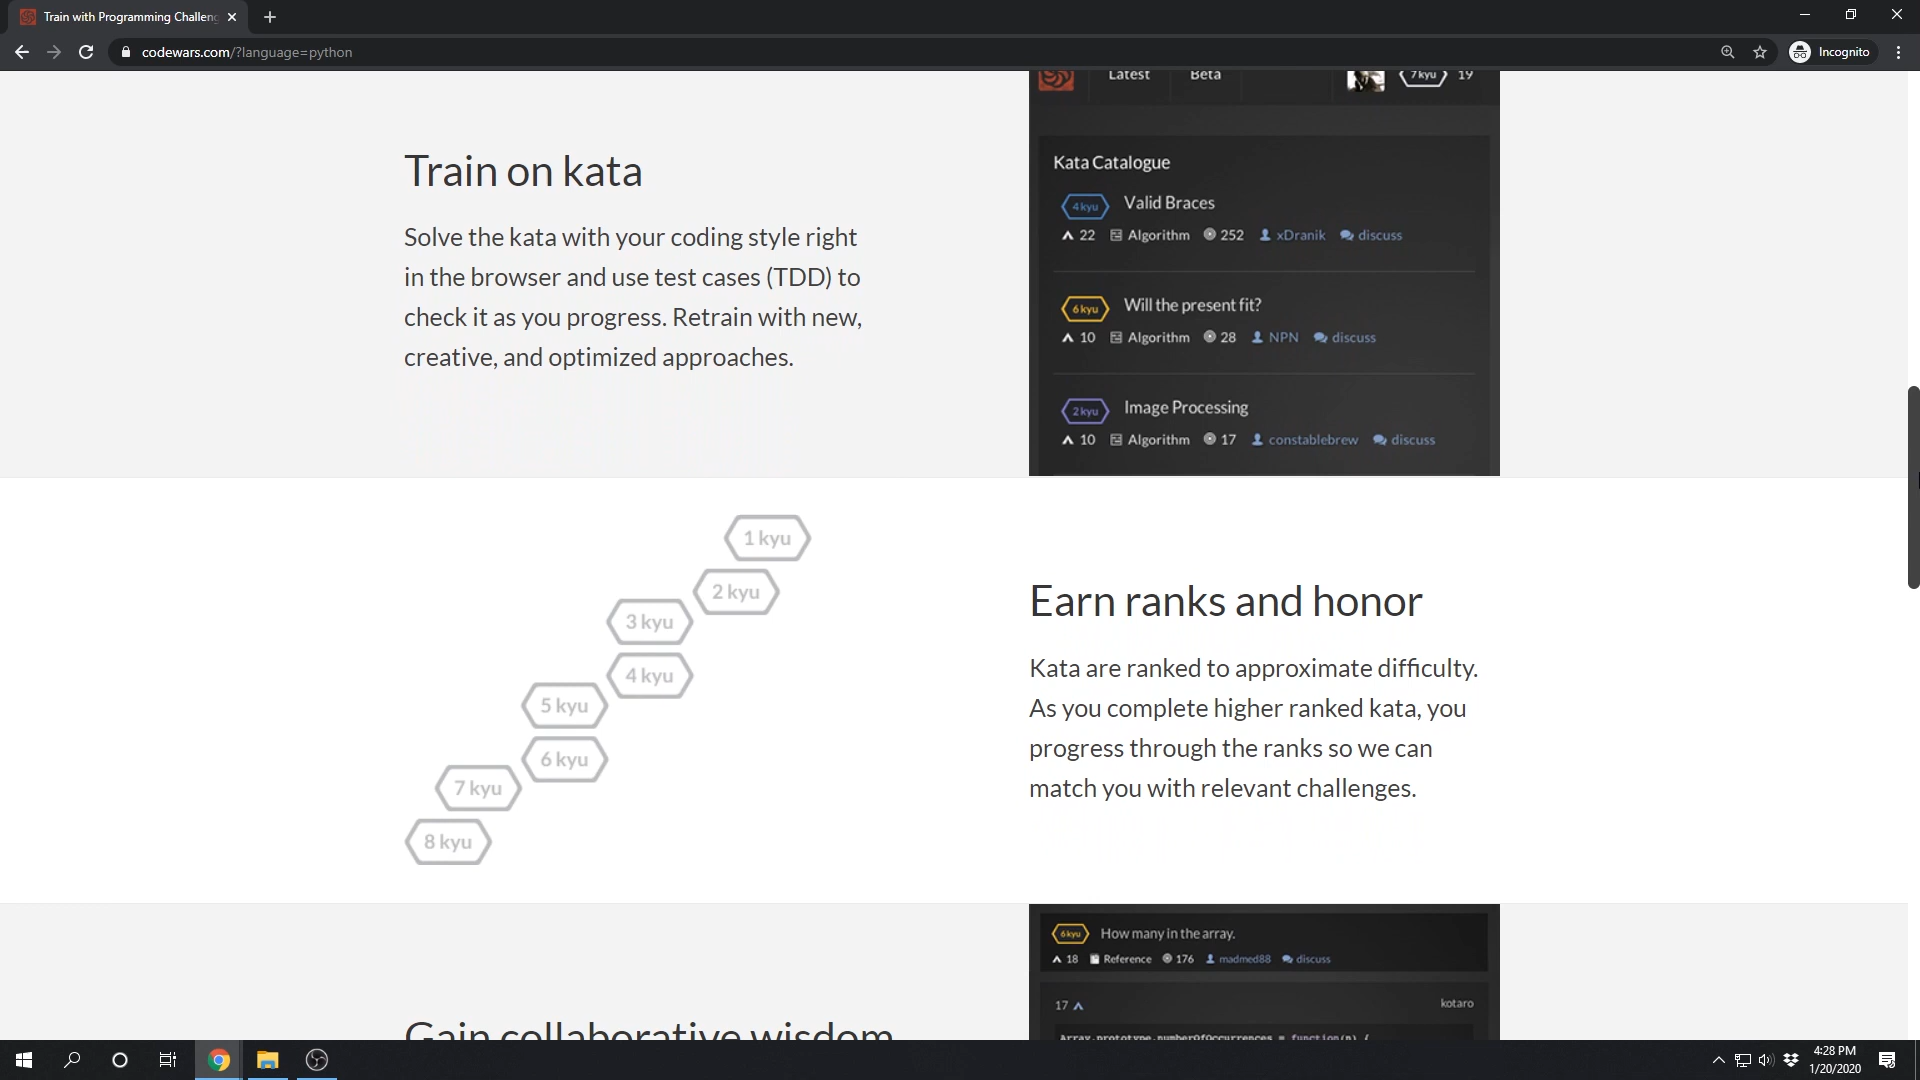 Train with Programming Challeng
codewars.com/?language=python
Incognito
Latest
Beta
7 kyu
19
Train on kata
Solve the kata with your coding style right
in the browser and use test cases (TDD) to
check it as you progress. Retrain with new,
creative, and optimized approaches.
Kata Catalogue
4 kyu Valid Braces
22 Algorithm 252 xDranik discuss
6 kyu Will the present fit?
10 Algorithm 28 NPN discuss
2 kyu Image Processing
10 Algorithm 17 constablebrew discuss
1 kyu
2 kyu
3 kyu
4 kyu
5 kyu
6 kyu
7 kyu
8 kyu
Earn ranks and honor
Kata are ranked to approximate difficulty.
As you complete higher ranked kata, you
progress through the ranks so we can
match you with relevant challenges.
Gain collaborative wisdom
6 kyu How many in the array.
18 Reference 176 madmed88 discuss
17 kotaro
Array.prototype.numberOfOccurrences = function(n) {
4:28 PM
1/20/2020